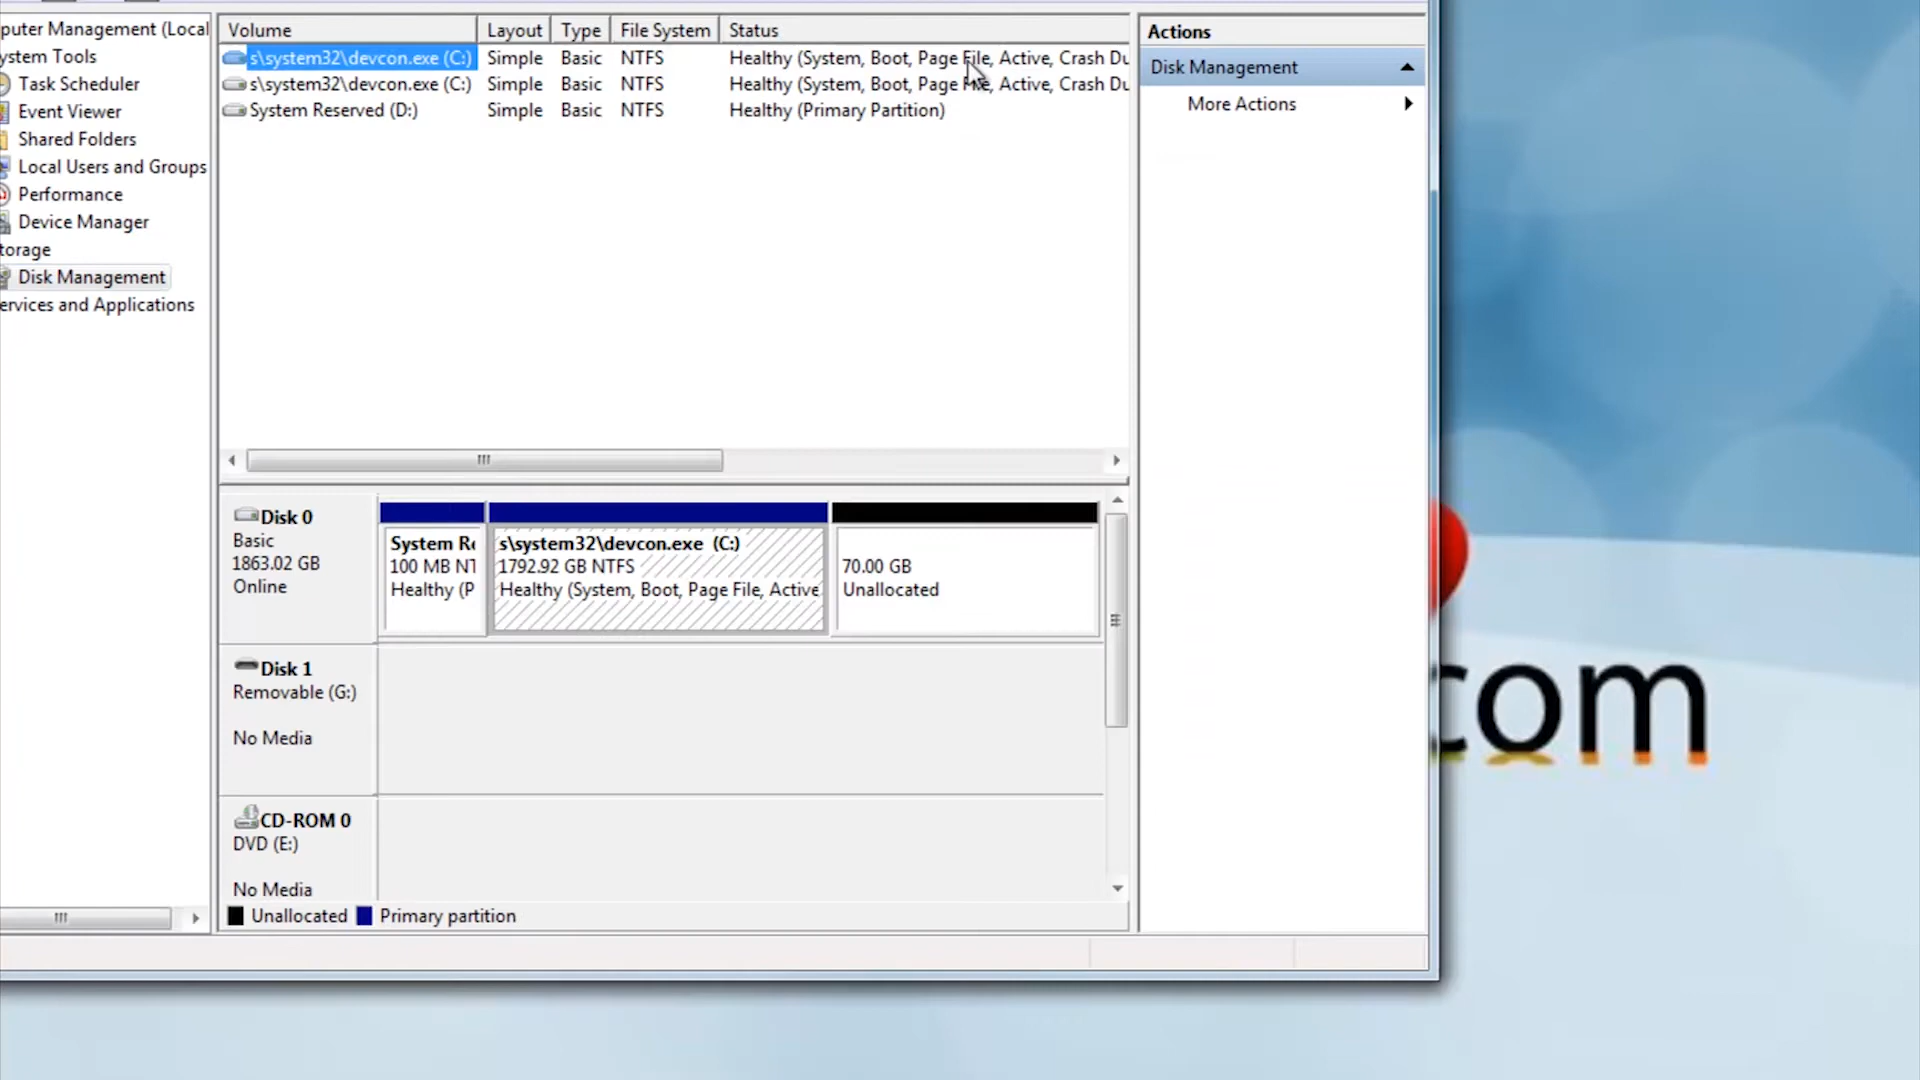 Volume Layout Type File System Status
s\system32\devcon.exe (C:) Simple Basic NTFS Healthy (System, Boot, Page File, Active, Crash Du
s\system32\devcon.exe (C:) Simple Basic NTFS Healthy (System, Boot, Page File, Active, Crash Du
System Reserved (D:) Simple Basic NTFS Healthy (Primary Partition)
puter Management (Local
ystem Tools
Task Scheduler
Event Viewer
Shared Folders
Local Users and Groups
Performance
Device Manager
torage
Disk Management
ervices and Applications
Actions
Disk Management
More Actions
Disk 0
Basic
1863.02 GB
Online
System Re
100 MB NT
Healthy (P
s\system32\devcon.exe (C:)
1792.92 GB NTFS
Healthy (System, Boot, Page File, Active
70.00 GB
Unallocated
Disk 1
Removable (G:)
No Media
CD-ROM 0
DVD (E:)
No Media
Unallocated Primary partition
com